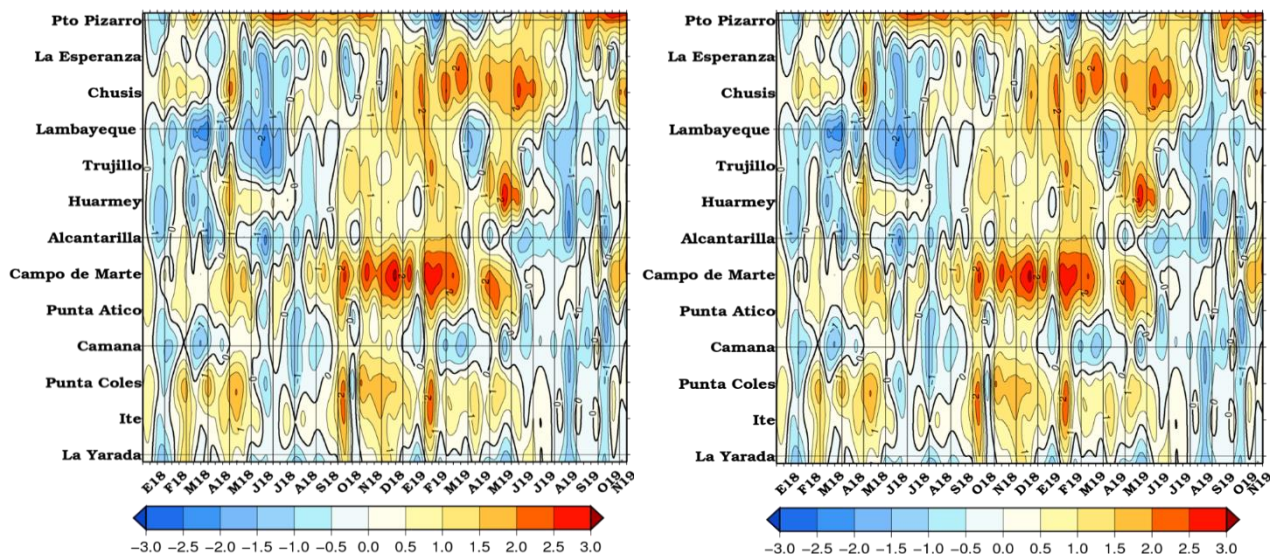 Pto Pizarro
La Esperanza
Chusis
Lambayeque
Trujillo
Huarmey
Alcantarilla
Campo de Marte
Punta Atico
Camana
Punta Coles
Ite
La Yarada
E18 F18 M18 A18 M18 J18 J18 A18 S18 O18 N18 D18 E19 F19 M19 A19 M19 J19 J19 A19 S19 O19 N19
−3.0 −2.5 −2.0 −1.5 −1.0 −0.5 0.0 0.5 1.0 1.5 2.0 2.5 3.0
Pto Pizarro
La Esperanza
Chusis
Lambayeque
Trujillo
Huarmey
Alcantarilla
Campo de Marte
Punta Atico
Camana
Punta Coles
Ite
La Yarada
E18 F18 M18 A18 M18 J18 J18 A18 S18 O18 N18 D18 E19 F19 M19 A19 M19 J19 J19 A19 S19 O19 N19
−3.0 −2.5 −2.0 −1.5 −1.0 −0.5 0.0 0.5 1.0 1.5 2.0 2.5 3.0